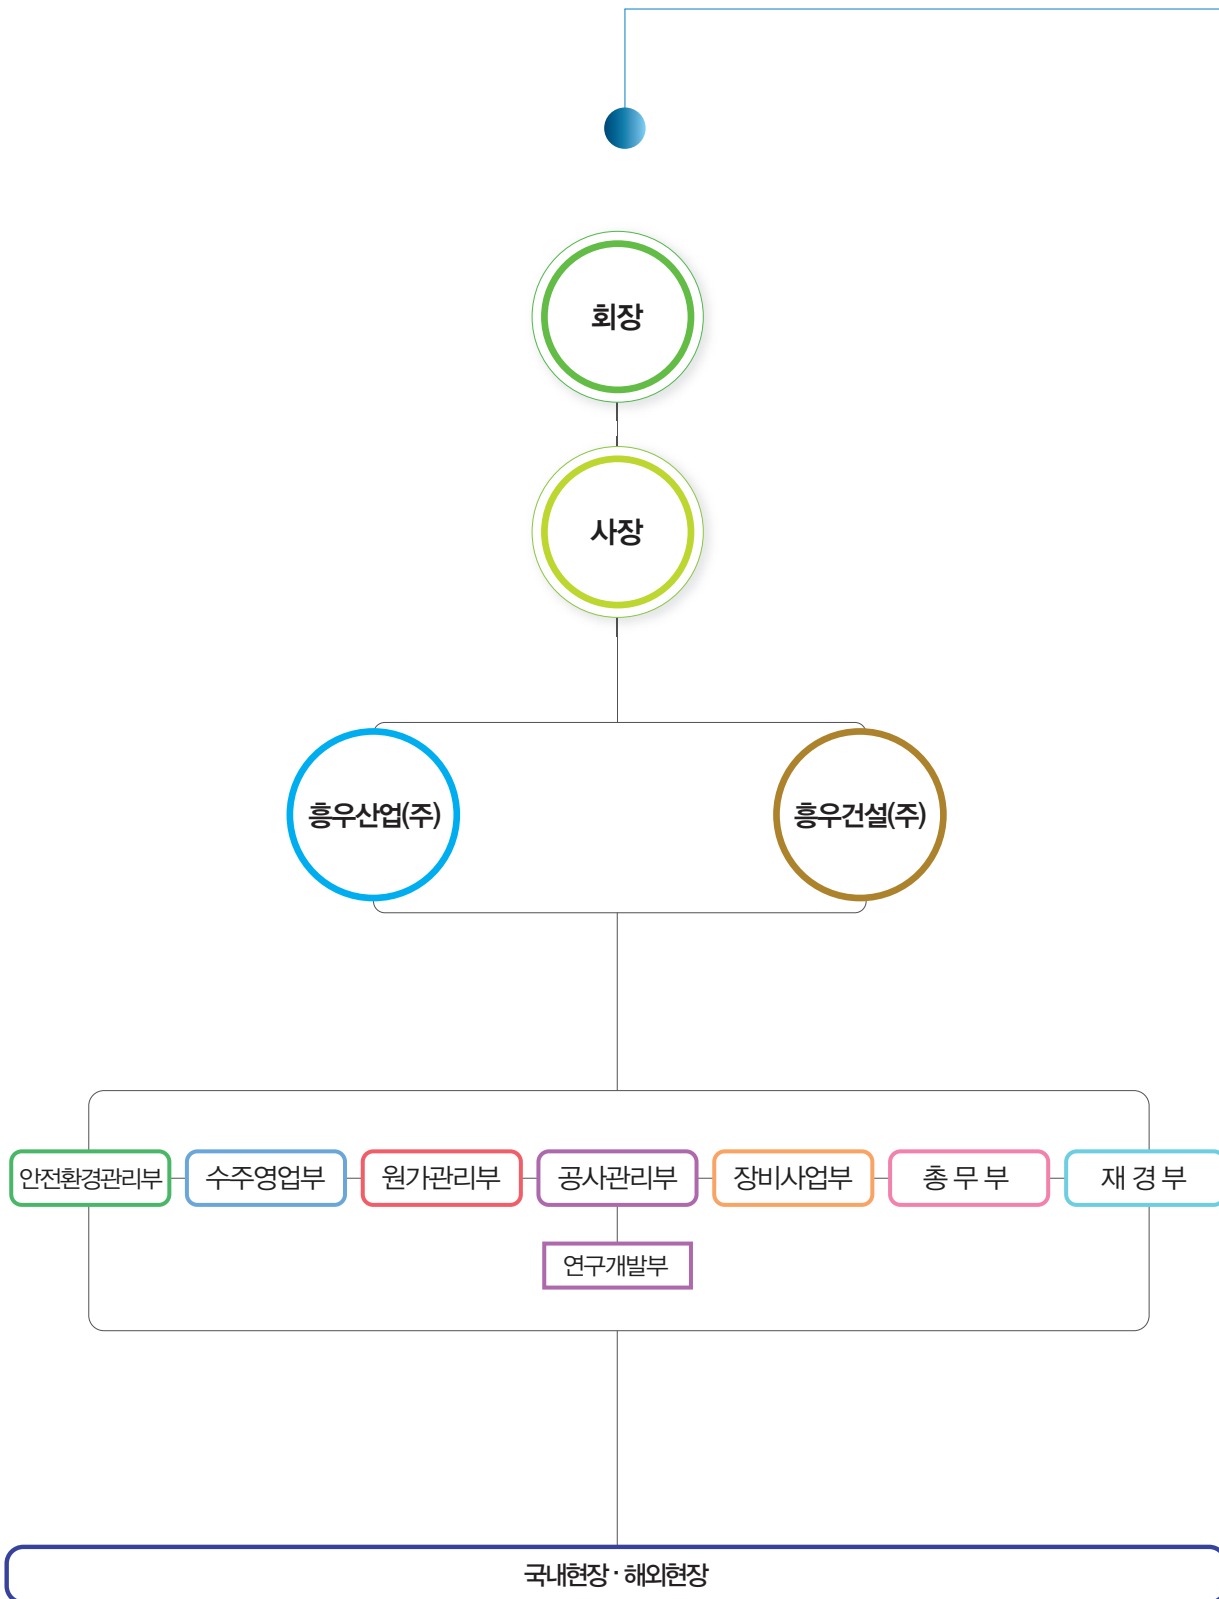 회장
사장
흥우산업(주)
흥우건설(주)
안전환경관리부
수주영업부
원가관리부
공사관리부
장비사업부
총 무 부
재 경 부
연구개발부
국내현장 · 해외현장